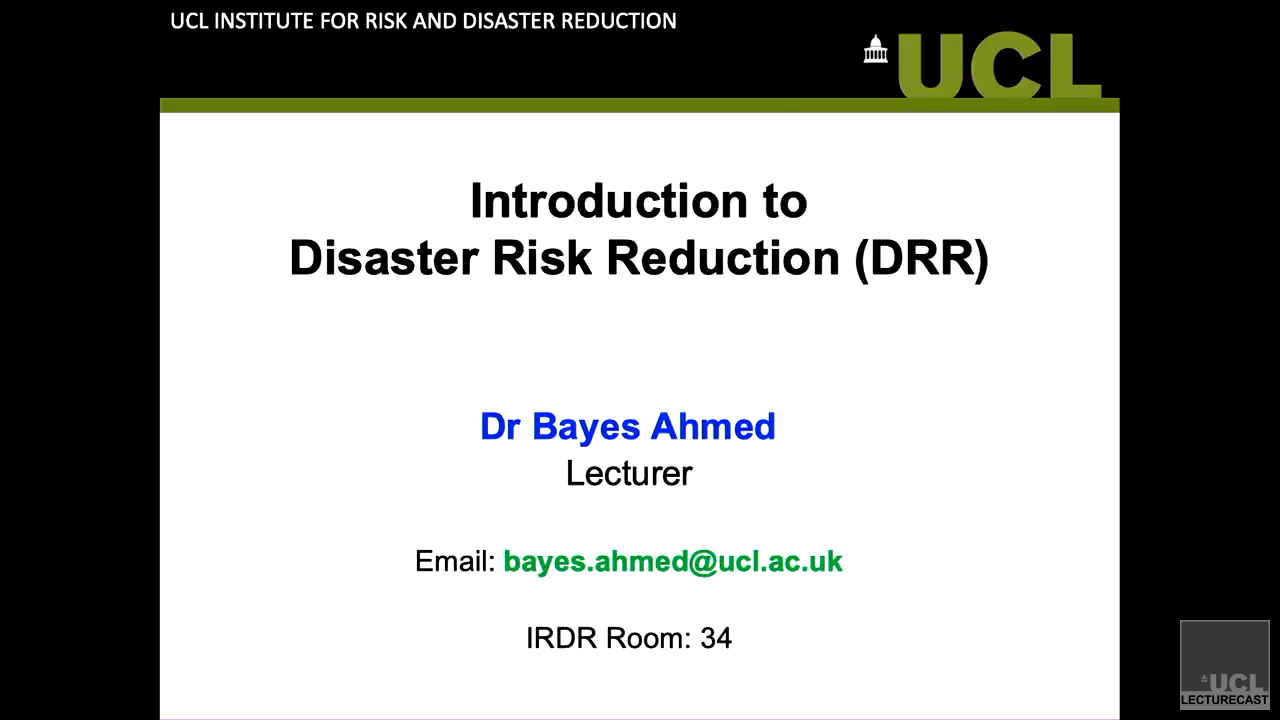 UCL INSTITUTE FOR RISK AND DISASTER REDUCTION
UCL
Introduction to
Disaster Risk Reduction (DRR)
Dr Bayes Ahmed
Lecturer
Email: bayes.ahmed@ucl.ac.uk
IRDR Room: 34
UCL
LECTURECAST